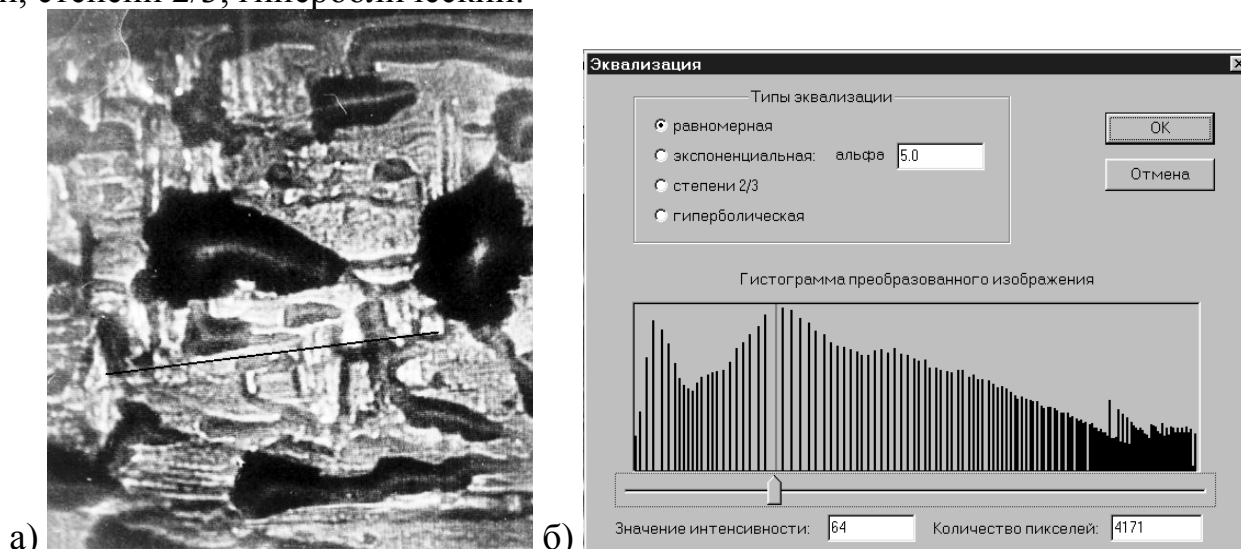 степени 2/3, гиперболический.
Эквализация
Типы эквализации
равномерная
экспоненциальная: альфа 5.0
степени 2/3
гиперболическая
OK
Отмена
Гистограмма преобразованного изображения
Значение интенсивности: 64 Количество пикселей: 4171
а) б)